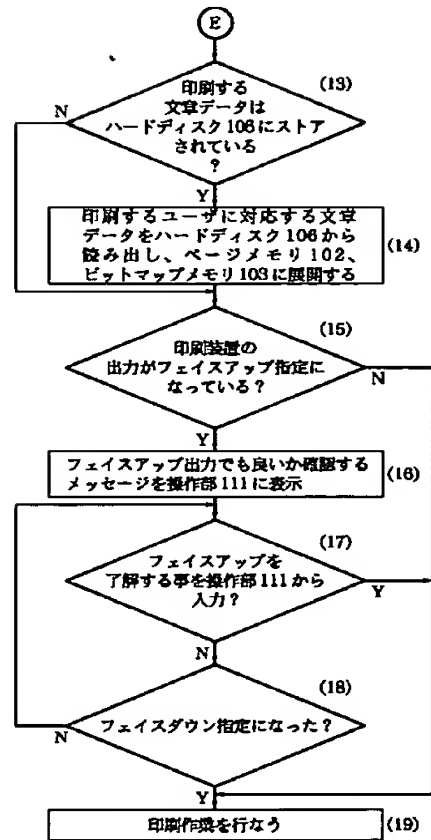 E
(13)
印刷する
文章データは
ハードディスク106にストア
されている
?
N
Y
印刷するユーザに対応する文章
データをハードディスク106から
読み出し、ページメモリ102、
ビットマップメモリ103に展開する
(14)
(15)
印刷装置の
出力がフェイスアップ指定に
なっている?
N
Y
フェイスアップ出力でも良いか確認する
メッセージを操作部111に表示
(16)
(17)
フェイスアップを
了解する事を操作部111から
入力?
Y
N
(18)
フェイスダウン指定になった?
N
Y
印刷作業を行なう
(19)